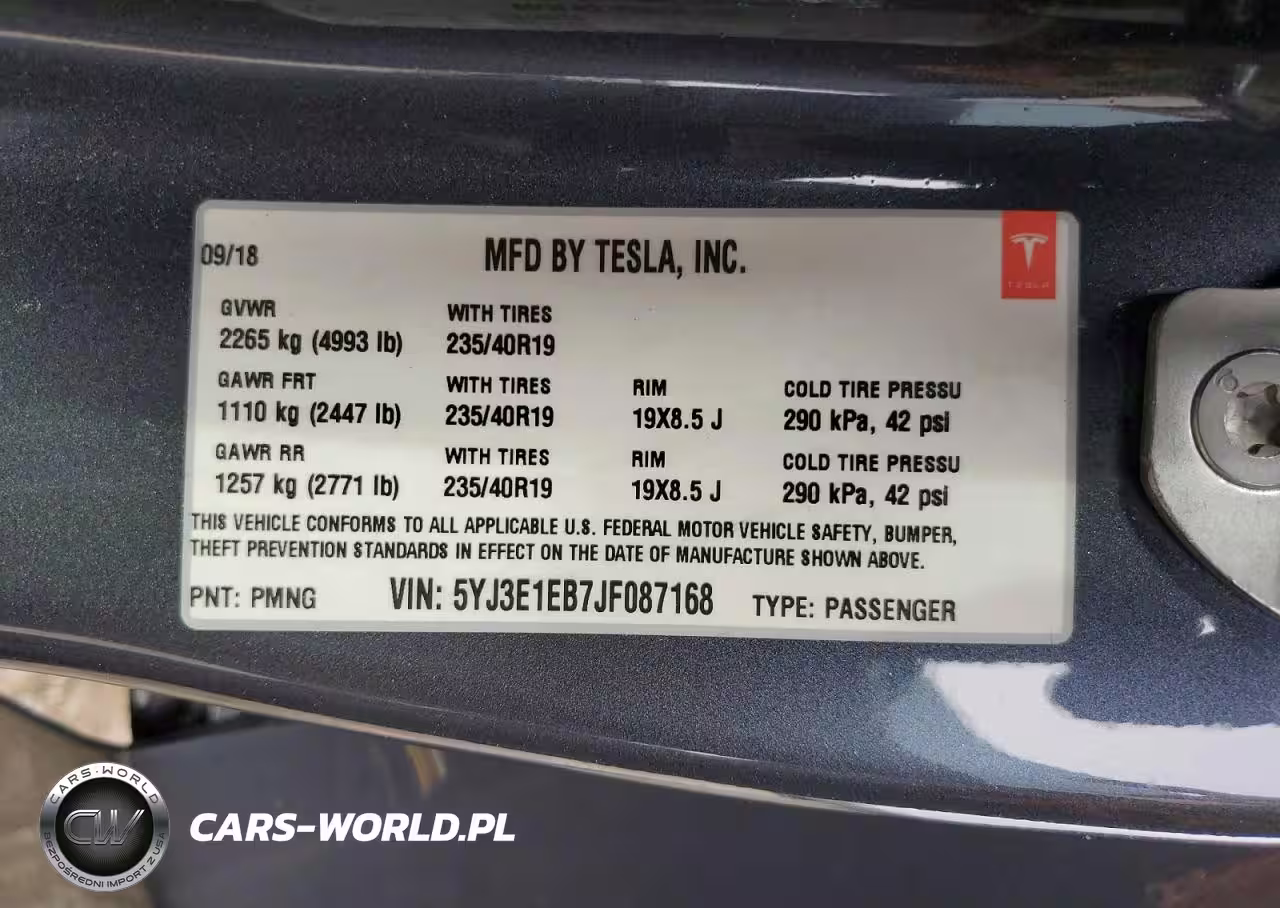 09/18 MFD BY TESLA, INC.
TESLA
GVWR WITH TIRES
2265 kg (4993 lb) 235/40R19
GAWR FRT WITH TIRES RIM COLD TIRE PRESSU
1110 kg (2447 lb) 235/40R19 19X8.5 J 290 kPa, 42 psi
GAWR RR WITH TIRES RIM COLD TIRE PRESSU
1257 kg (2771 lb) 235/40R19 19X8.5 J 290 kPa, 42 psi
THIS VEHICLE CONFORMS TO ALL APPLICABLE U.S. FEDERAL MOTOR VEHICLE SAFETY, BUMPER,
THEFT PREVENTION STANDARDS IN EFFECT ON THE DATE OF MANUFACTURE SHOWN ABOVE.
PNT: PMNG VIN: 5YJ3E1EB7JF087168 TYPE: PASSENGER
CARS-WORLD
CW
BEZPOŚREDNI IMPORT Z USA
CARS-WORLD.PL